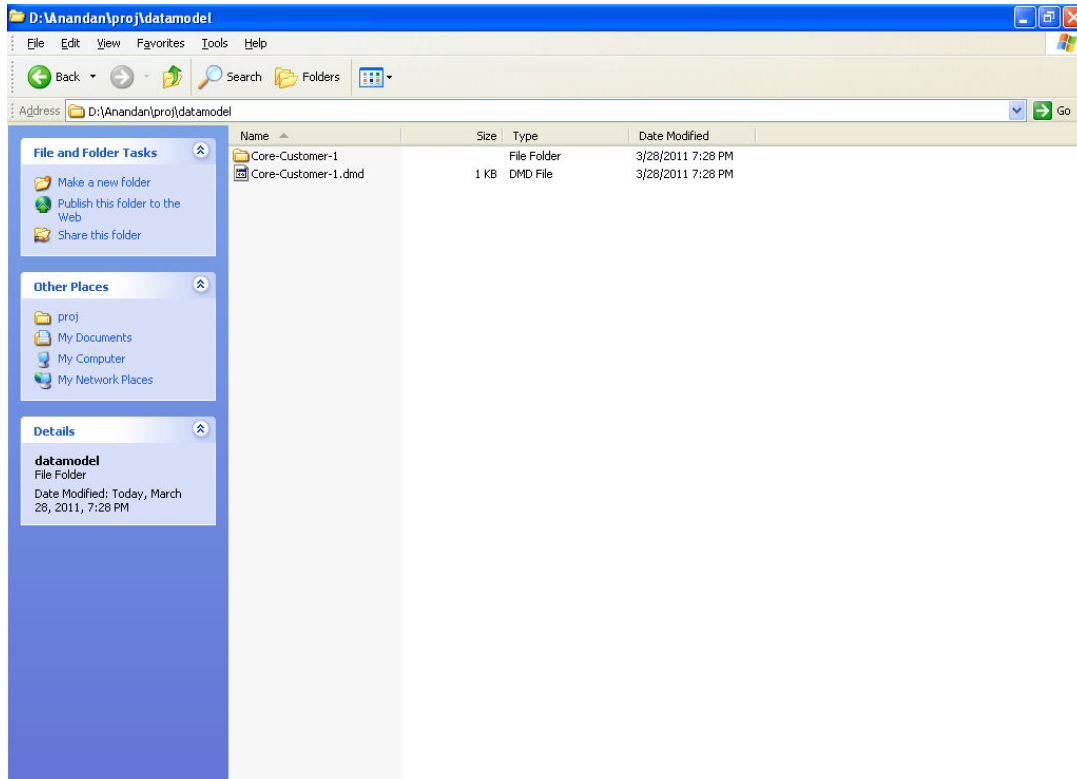 D:\Anandan\proj\datamodel
File Edit View Favorites Tools Help
Back Search Folders
Address D:\Anandan\proj\datamodel Go
Name Size Type Date Modified
Core-Customer-1 File Folder 3/28/2011 7:28 PM
Core-Customer-1.dmd 1 KB DMD File 3/28/2011 7:28 PM
File and Folder Tasks
Make a new folder
Publish this folder to the
Web
Share this folder
Other Places
proj
My Documents
My Computer
My Network Places
Details
datamodel
File Folder
Date Modified: Today, March
28, 2011, 7:28 PM